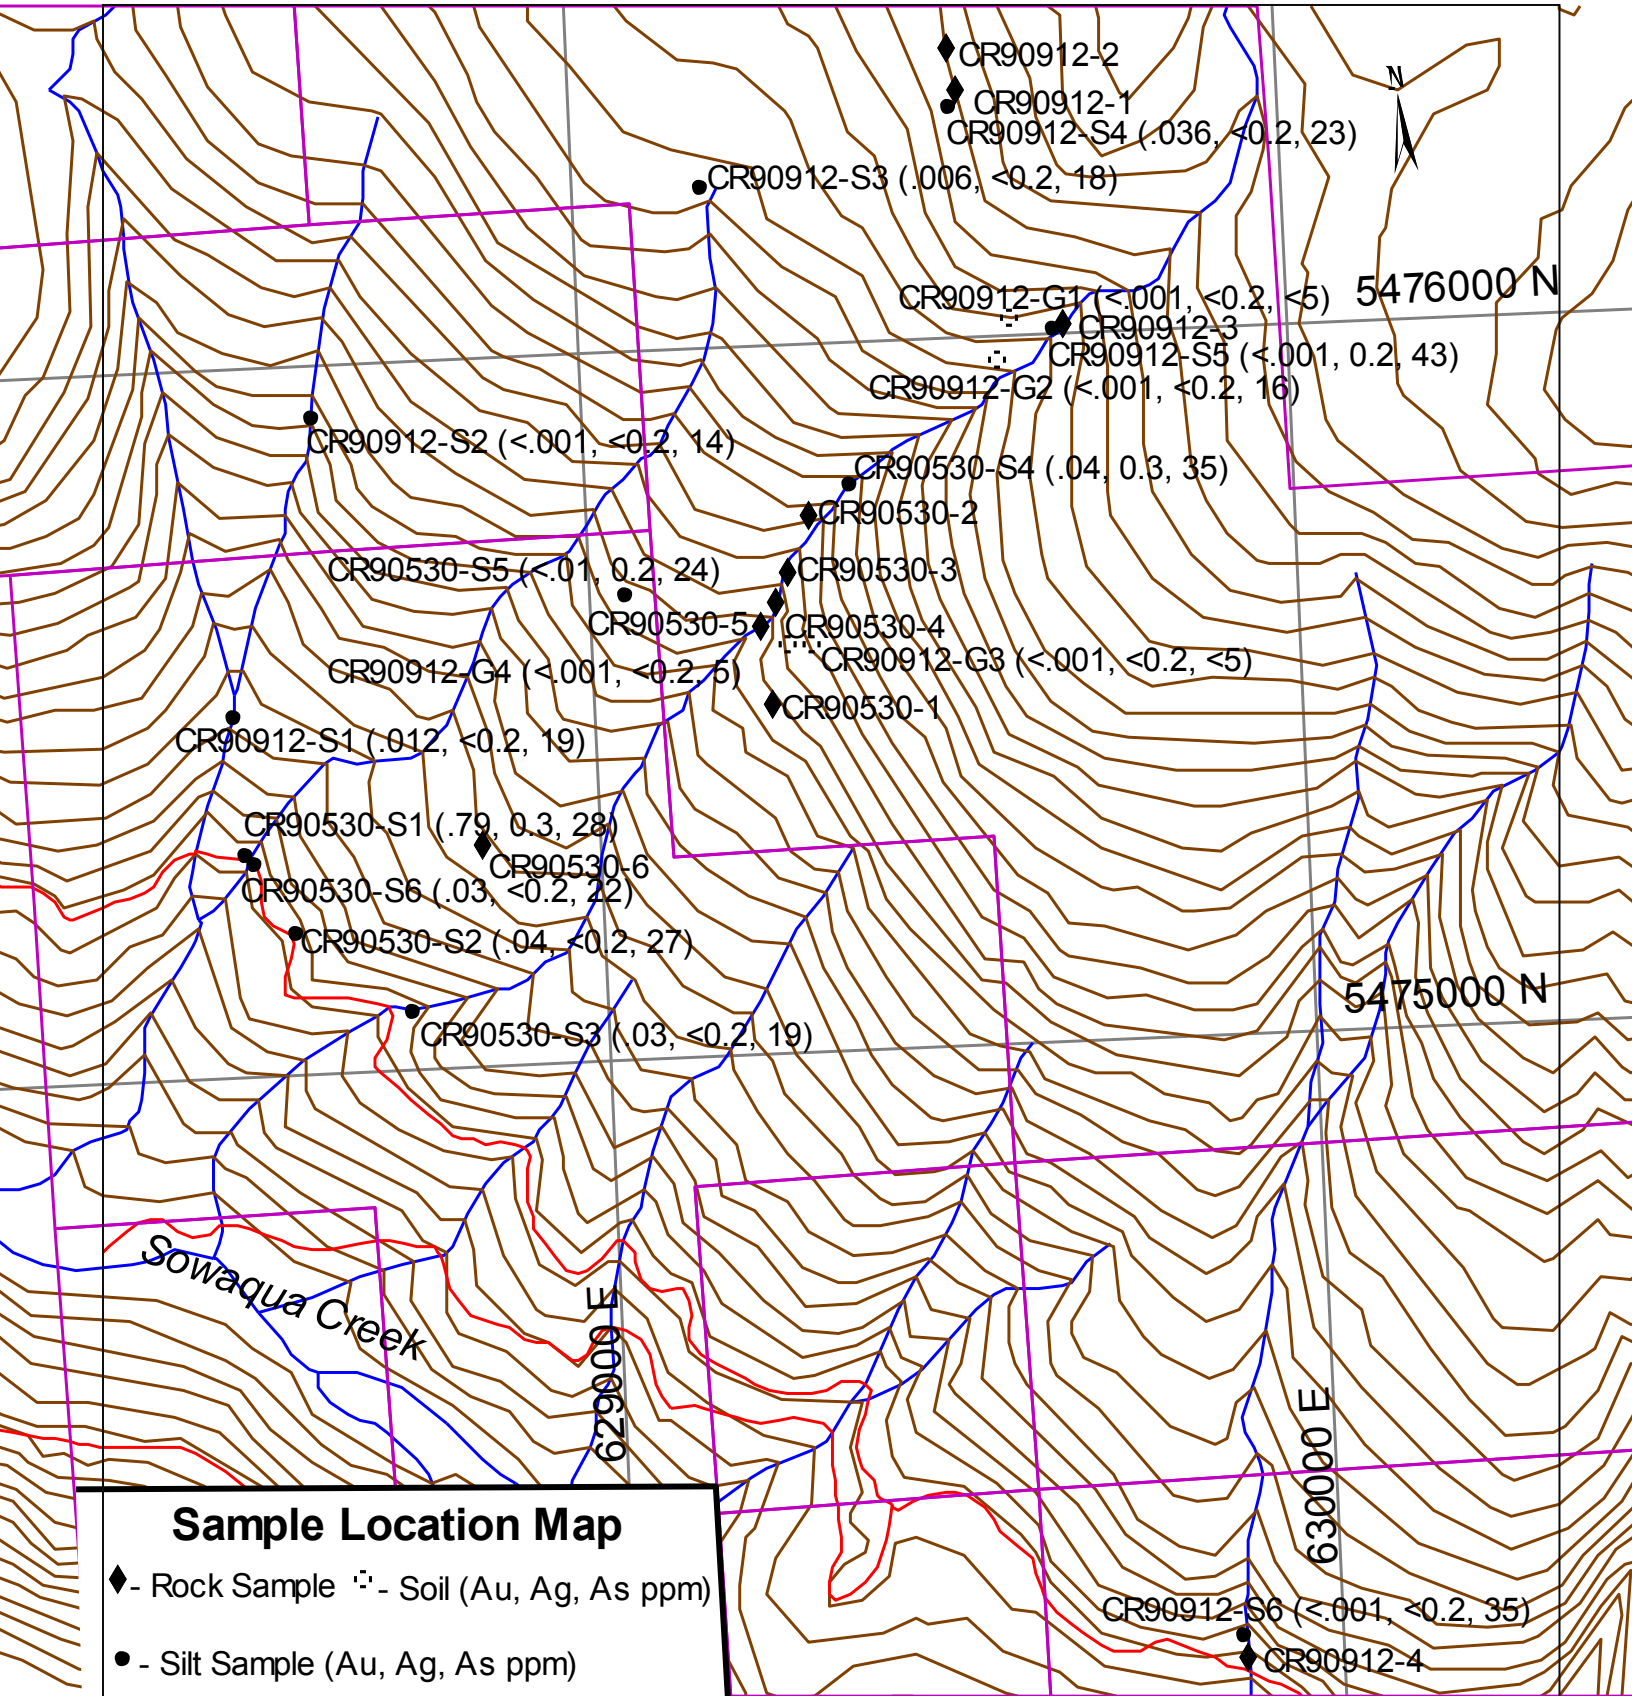 CR90912-2
N
CR90912-1
CR90912-S4 (.036, <0.2, 23)
CR90912-S3 (.006, <0.2, 18)
5476000 N
CR90912-G1 (<.001, <0.2, <5)
CR90912-3
CR90912-S5 (<.001, 0.2, 43)
CR90912-G2 (<.001, <0.2, 16)
CR90912-S2 (<.001, <0.2, 14)
CR90530-S4 (.04, 0.3, 35)
CR90530-2
CR90530-S5 (<.01, 0.2, 24)
CR90530-3
CR90530-5
CR90530-4
CR90912-G3 (<.001, <0.2, <5)
CR90912-G4 (<.001, <0.2, 5)
CR90530-1
CR90912-S1 (.012, <0.2, 19)
CR90530-S1 (.79, 0.3, 28)
CR90530-6
CR90530-S6 (.03, <0.2, 22)
CR90530-S2 (.04, <0.2, 27)
5475000 N
CR90530-S3 (.03, <0.2, 19)
Sowaqua Creek
629000 E
630000 E
Sample Location Map
- Rock Sample
- Soil (Au, Ag, As ppm)
- Silt Sample (Au, Ag, As ppm)
CR90912-S6 (<.001, <0.2, 35)
CR90912-4